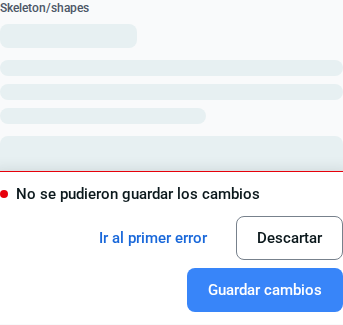 Skeleton/shapes
No se pudieron guardar los cambios
Ir al primer error
Descartar
Guardar cambios